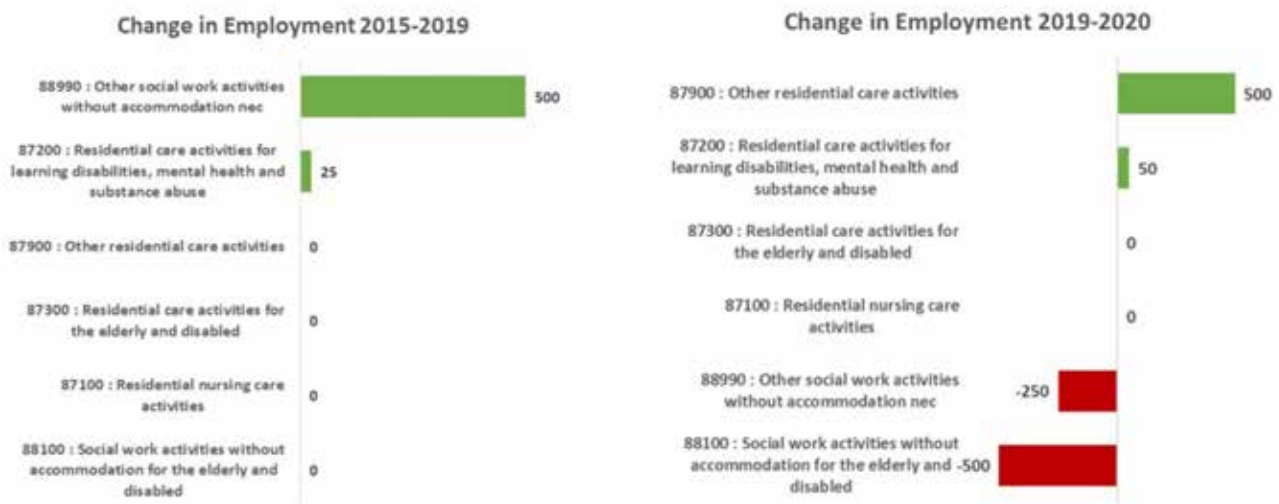 Change in Employment 2015-2019
88990 : Other social work activities
without accommodation nec
500
87200 : Residential care activities for
learning disabilities, mental health and
substance abuse
25
87900 : Other residential care activities
0
87300 : Residential care activities for
the elderly and disabled
0
87100 : Residential nursing care
activities
0
88100 : Social work activities without
accommodation for the elderly and
disabled
0
Change in Employment 2019-2020
87900 : Other residential care activities
500
87200 : Residential care activities for
learning disabilities, mental health and
substance abuse
50
87300 : Residential care activities for
the elderly and disabled
0
87100 : Residential nursing care
activities
0
88990 : Other social work activities
without accommodation nec
-250
88100 : Social work activities without
accommodation for the elderly and
disabled
-500